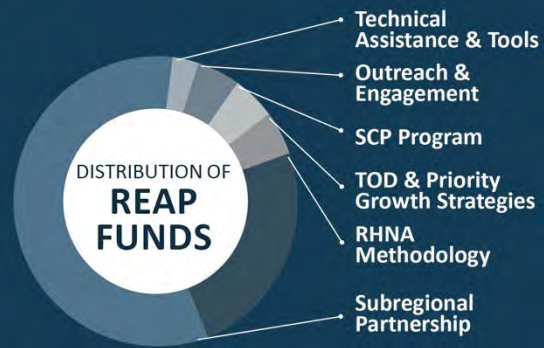 DISTRIBUTION OF
REAP
FUNDS
Technical
Assistance & Tools
Outreach &
Engagement
SCP Program
TOD & Priority
Growth Strategies
RHNA
Methodology
Subregional
Partnership